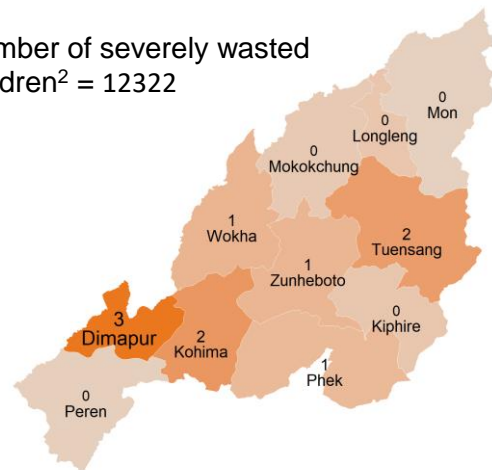 mber of severely wasted
dren² = 12322
0
Mon
0
Longleng
0
Mokokchung
1
Wokha
2
Tuensang
1
Zunheboto
0
Kiphire
3
Dimapur
2
Kohima
1
Phek
0
Peren